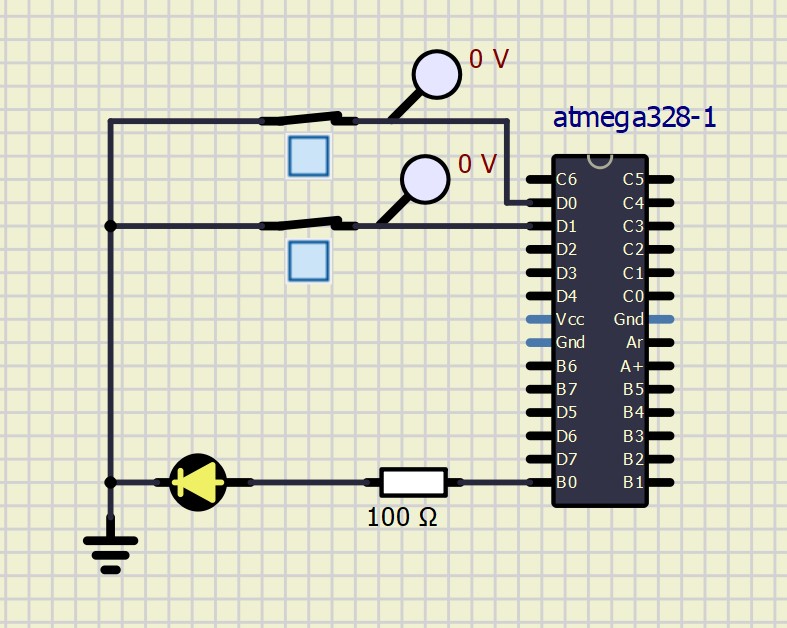 0 V
atmega328-1
0 V
C6 C5
D0 C4
D1 C3
D2 C2
D3 C1
D4 C0
Vcc Gnd
Gnd Ar
B6 A+
B7 B5
D5 B4
D6 B3
D7 B2
B0 B1
100 Ω